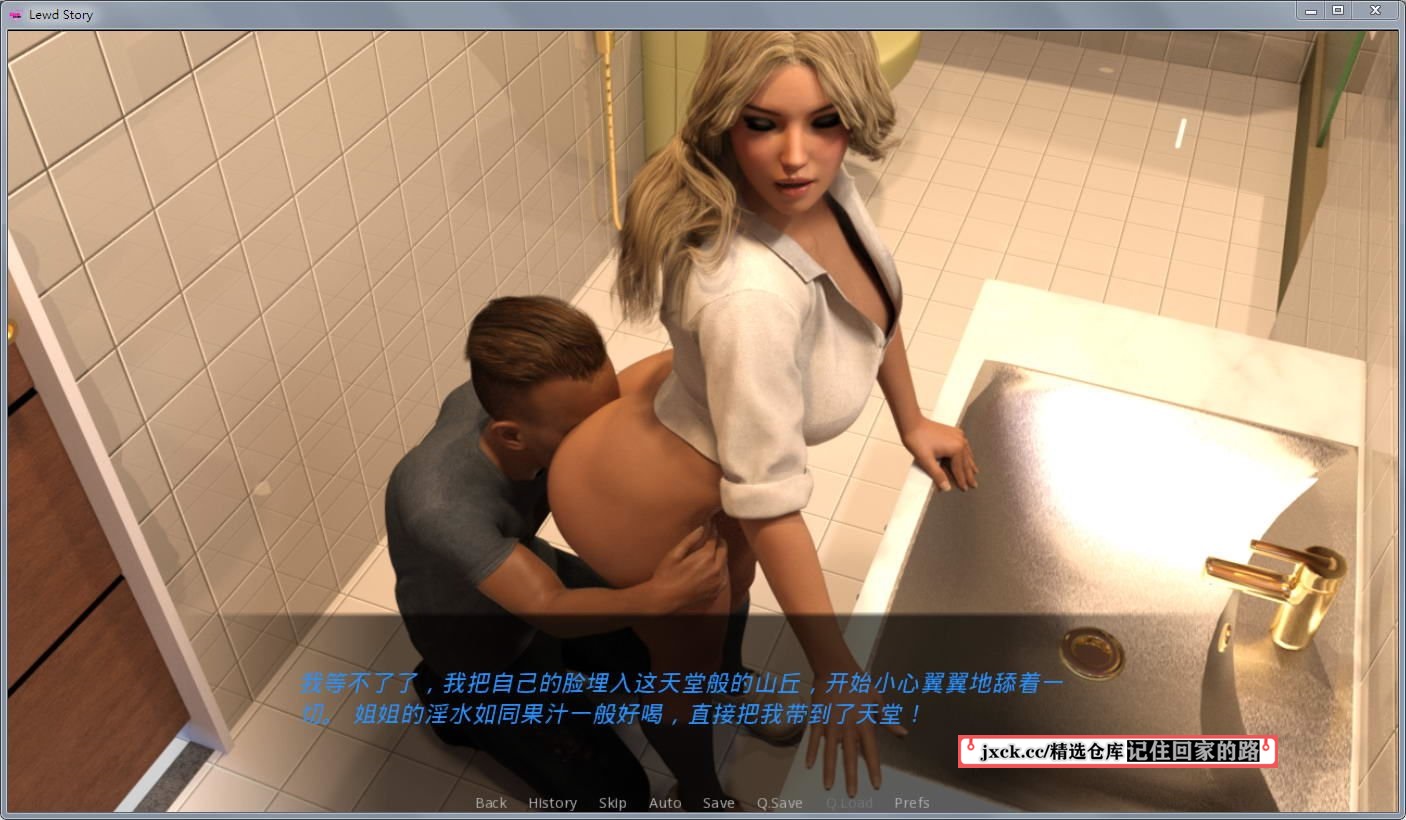 Lewd Story
我等不了了，我把自己的脸埋入这天堂般的山丘，开始小心翼翼地舔着一
切。 姐姐的淫水如同果汁一般好喝，直接把我带到了天堂！
jxck.cc/精选仓库 记住回家的路
Back History Skip Auto Save Q.Save Q.Load Prefs